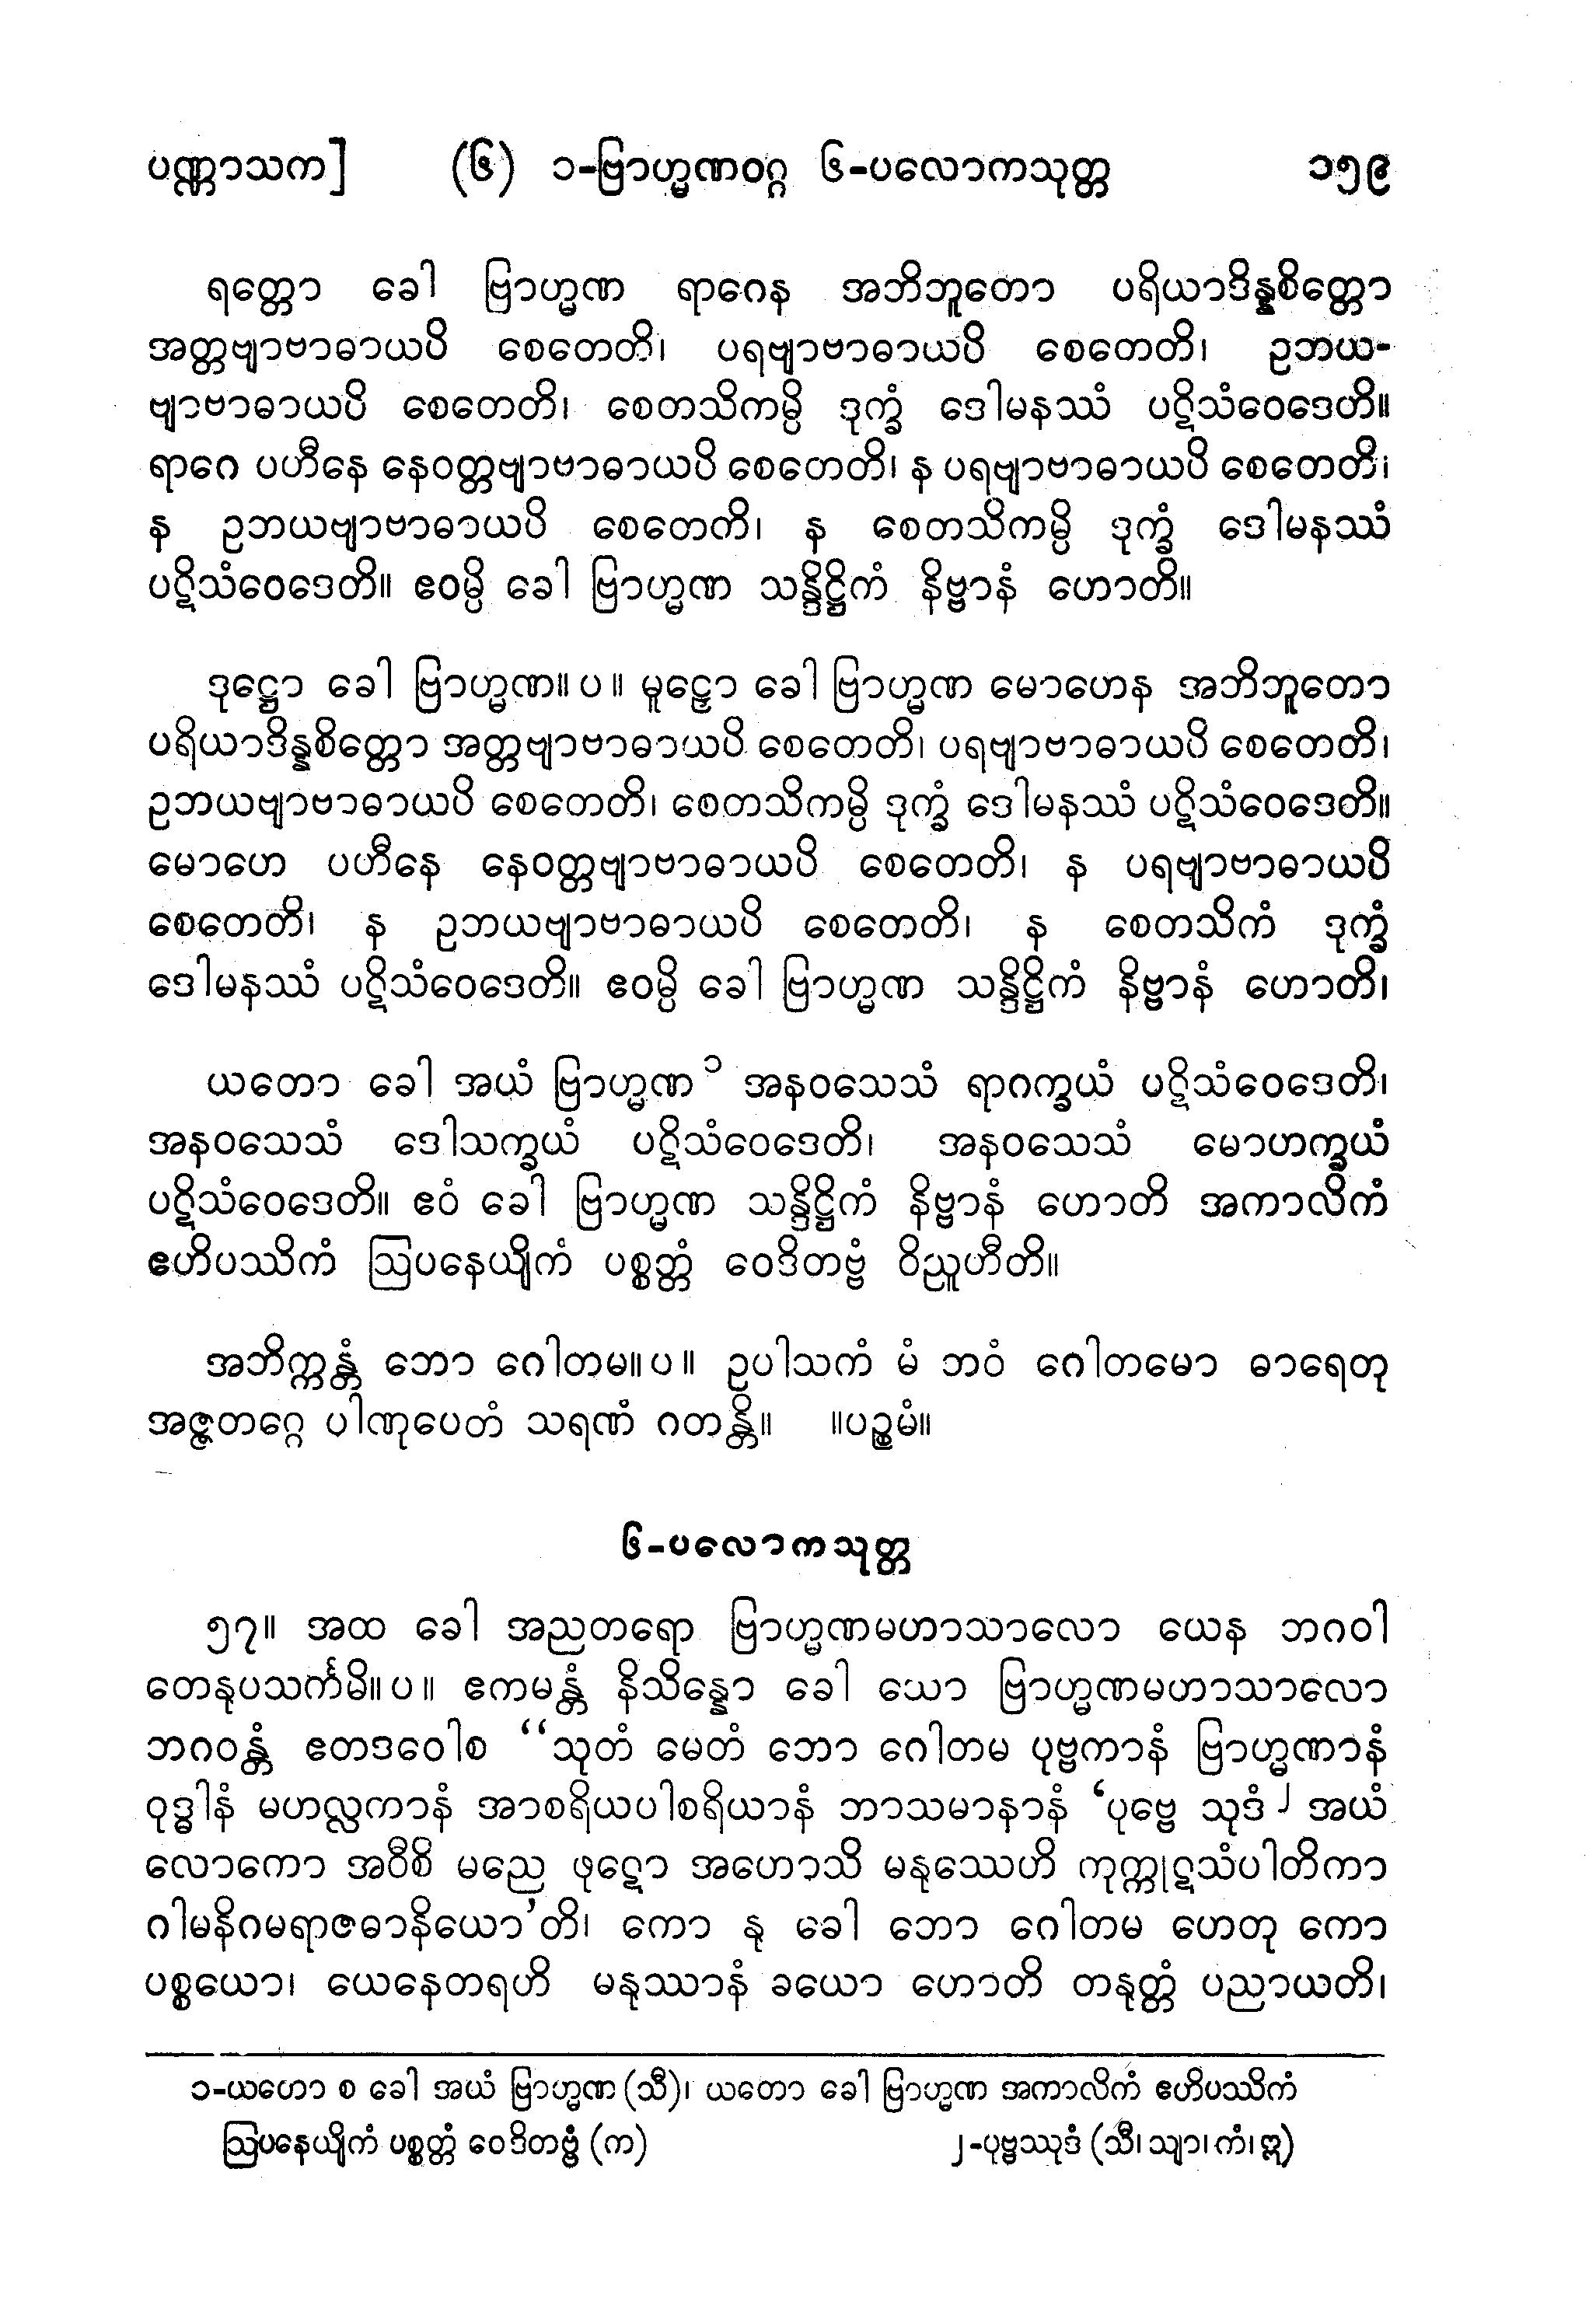 ပဏ္ဏာသက] (၆) ၁-ဗြာဟ္မဏဝဂ္ဂ ၆-ပလောကသုတ္တ ၁၅၉
ရတ္တော ခေါ ဗြာဟ္မဏ ရာဂေန အဘိဘူတော ပရိယာဒိန္နစိတ္တော
အတ္တဗျာဗာဓာယပိ စေတေတိ၊ ပရဗျာဗာဓာယပိ စေတေတိ၊ ဥဘယ-
ဗျာဗာဓာယပိ စေတေတိ၊ စေတသိကမ္ပိ ဒုက္ခံ ဒေါမနဿံ ပဋိသံဝေဒေတိ။
ရာဂေ ပဟီနေ နေဝတ္တဗျာဗာဓာယပိ စေတေတိ၊ န ပရဗျာဗာဓာယပိ စေတေတိ၊
န ဥဘယဗျာဗာဓာယပိ စေတေတိ၊ န စေတသိကမ္ပိ ဒုက္ခံ ဒေါမနဿံ
ပဋိသံဝေဒေတိ။ ဧဝမ္ပိ ခေါ ဗြာဟ္မဏ သန္ဒိဋ္ဌိကံ နိဗ္ဗာနံ ဟောတိ။
ဒုဋ္ဌော ခေါ ဗြာဟ္မဏ။ပ။ မူဠှော ခေါ ဗြာဟ္မဏ မောဟေန အဘိဘူတော
ပရိယာဒိန္နစိတ္တော အတ္တဗျာဗာဓာယပိ စေတေတိ၊ ပရဗျာဗာဓာယပိ စေတေတိ၊
ဥဘယဗျာဗာဓာယပိ စေတေတိ၊ စေတသိကမ္ပိ ဒုက္ခံ ဒေါမနဿံ ပဋိသံဝေဒေတိ။
မောဟေ ပဟီနေ နေဝတ္တဗျာဗာဓာယပိ စေတေတိ၊ န ပရဗျာဗာဓာယပိ
စေတေတိ၊ န ဥဘယဗျာဗာဓာယပိ စေတေတိ၊ န စေတသိကံ ဒုက္ခံ
ဒေါမနဿံ ပဋိသံဝေဒေတိ။ ဧဝမ္ပိ ခေါ ဗြာဟ္မဏ သန္ဒိဋ္ဌိကံ နိဗ္ဗာနံ ဟောတိ၊
ယတော ခေါ အယံ ဗြာဟ္မဏ ၁ အနဝသေသံ ရာဂက္ခယံ ပဋိသံဝေဒေတိ၊
အနဝသေသံ ဒေါသက္ခယံ ပဋိသံဝေဒေတိ၊ အနဝသေသံ မောဟက္ခယံ
ပဋိသံဝေဒေတိ။ ဧဝံ ခေါ ဗြာဟ္မဏ သန္ဒိဋ္ဌိကံ နိဗ္ဗာနံ ဟောတိ အကာလိကံ
ဧဟိပဿိကံ ဩပနေယျိကံ ပစ္စတ္တံ ဝေဒိတဗ္ဗံ ဝိညူဟီတိ။
အဘိက္ကန္တံ ဘော ဂေါတမ။ပ။ ဥပါသကံ မံ ဘဝံ ဂေါတမော ဓာရေတု
အဇ္ဇတဂ္ဂေ ပါဏုပေတံ သရဏံ ဂတန္တိ။ ။ပဉ္စမံ။
၆-ပလောကသုတ္တ
၅၇။ အထ ခေါ အညတရော ဗြာဟ္မဏမဟာသာလော ယေန ဘဂဝါ
တေနုပသင်္ကမိ။ပ။ ဧကမန္တံ နိသိန္နော ခေါ သော ဗြာဟ္မဏမဟာသာလော
ဘဂဝန္တံ ဧတဒဝေါစ “သုတံ မေတံ ဘော ဂေါတမ ပုဗ္ဗကာနံ ဗြာဟ္မဏာနံ
ဝုဒ္ဓါနံ မဟလ္လကာနံ အာစရိယပါစရိယာနံ ဘာသမာနာနံ ‘ပုဗ္ဗေ သုဒံ ၂ အယံ
လောကော အဝီစိ မညေ ဖုဋော အဟောသိ မနုဿေဟိ ကုက္ကုဋသံပါတိကာ
ဂါမနိဂမရာဇဓာနိယော’တိ၊ ကော နု ခေါ ဘော ဂေါတမ ဟေတု ကော
ပစ္စယော၊ ယေနေတရဟိ မနုဿာနံ ခယော ဟောတိ တနုတ္တံ ပညာယတိ၊
၁-ယဟော စ ခေါ အယံ ဗြာဟ္မဏ (သီ)၊ ယတော ခေါ ဗြာဟ္မဏ အကာလိကံ ဧဟိပဿိကံ
ဩပနေယျိကံ ပစ္စတ္တံ ဝေဒိတဗ္ဗံ (က) ၂-ပုဗ္ဗဿုဒံ (သီ၊ သျာ၊ ကံ၊ ဣ)